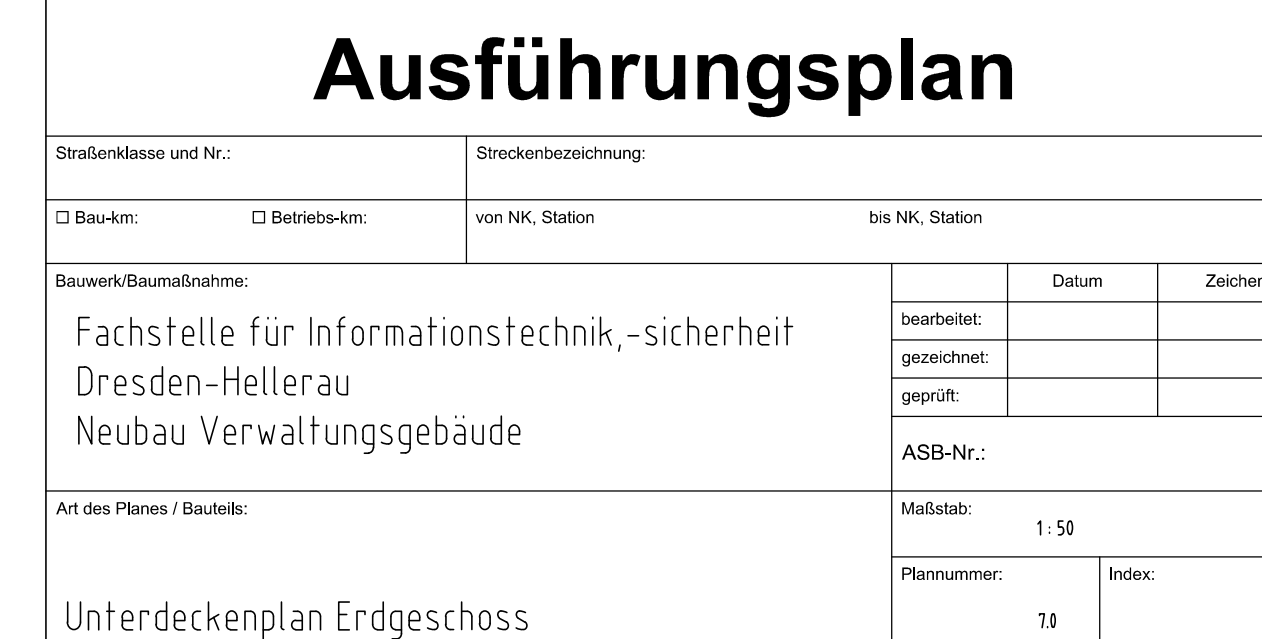 Ausführungsplan
Straßenklasse und Nr.: Streckenbezeichnung:
☐ Bau-km: ☐ Betriebs-km: von NK, Station bis NK, Station
Bauwerk/Baumaßnahme: Datum Zeichen
Fachstelle für Informationstechnik,-sicherheit
Dresden-Hellerau
Neubau Verwaltungsgebäude
bearbeitet:
gezeichnet:
geprüft:
ASB-Nr.:
Art des Planes / Bauteils:
Unterdeckenplan Erdgeschoss
Maßstab:
1:50
Plannummer: Index:
7.0